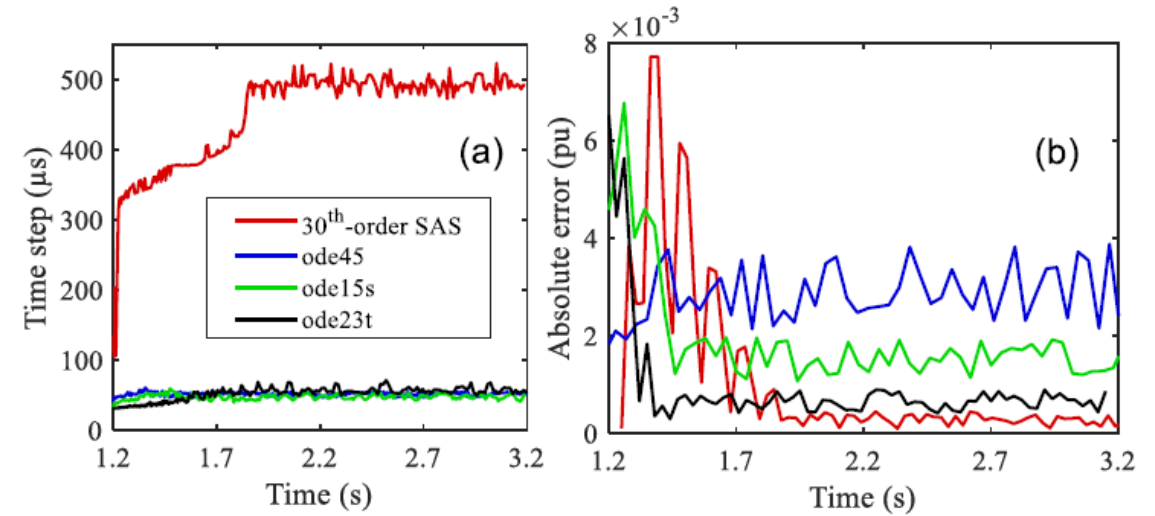 500
400
300
200
100
0
1.2 1.7 2.2 2.7 3.2
Time (s)
Time step (μs)
(a)
30th-order SAS
ode45
ode15s
ode23t
×10-3
8
6
4
2
0
1.2 1.7 2.2 2.7 3.2
Time (s)
Absolute error (pu)
(b)